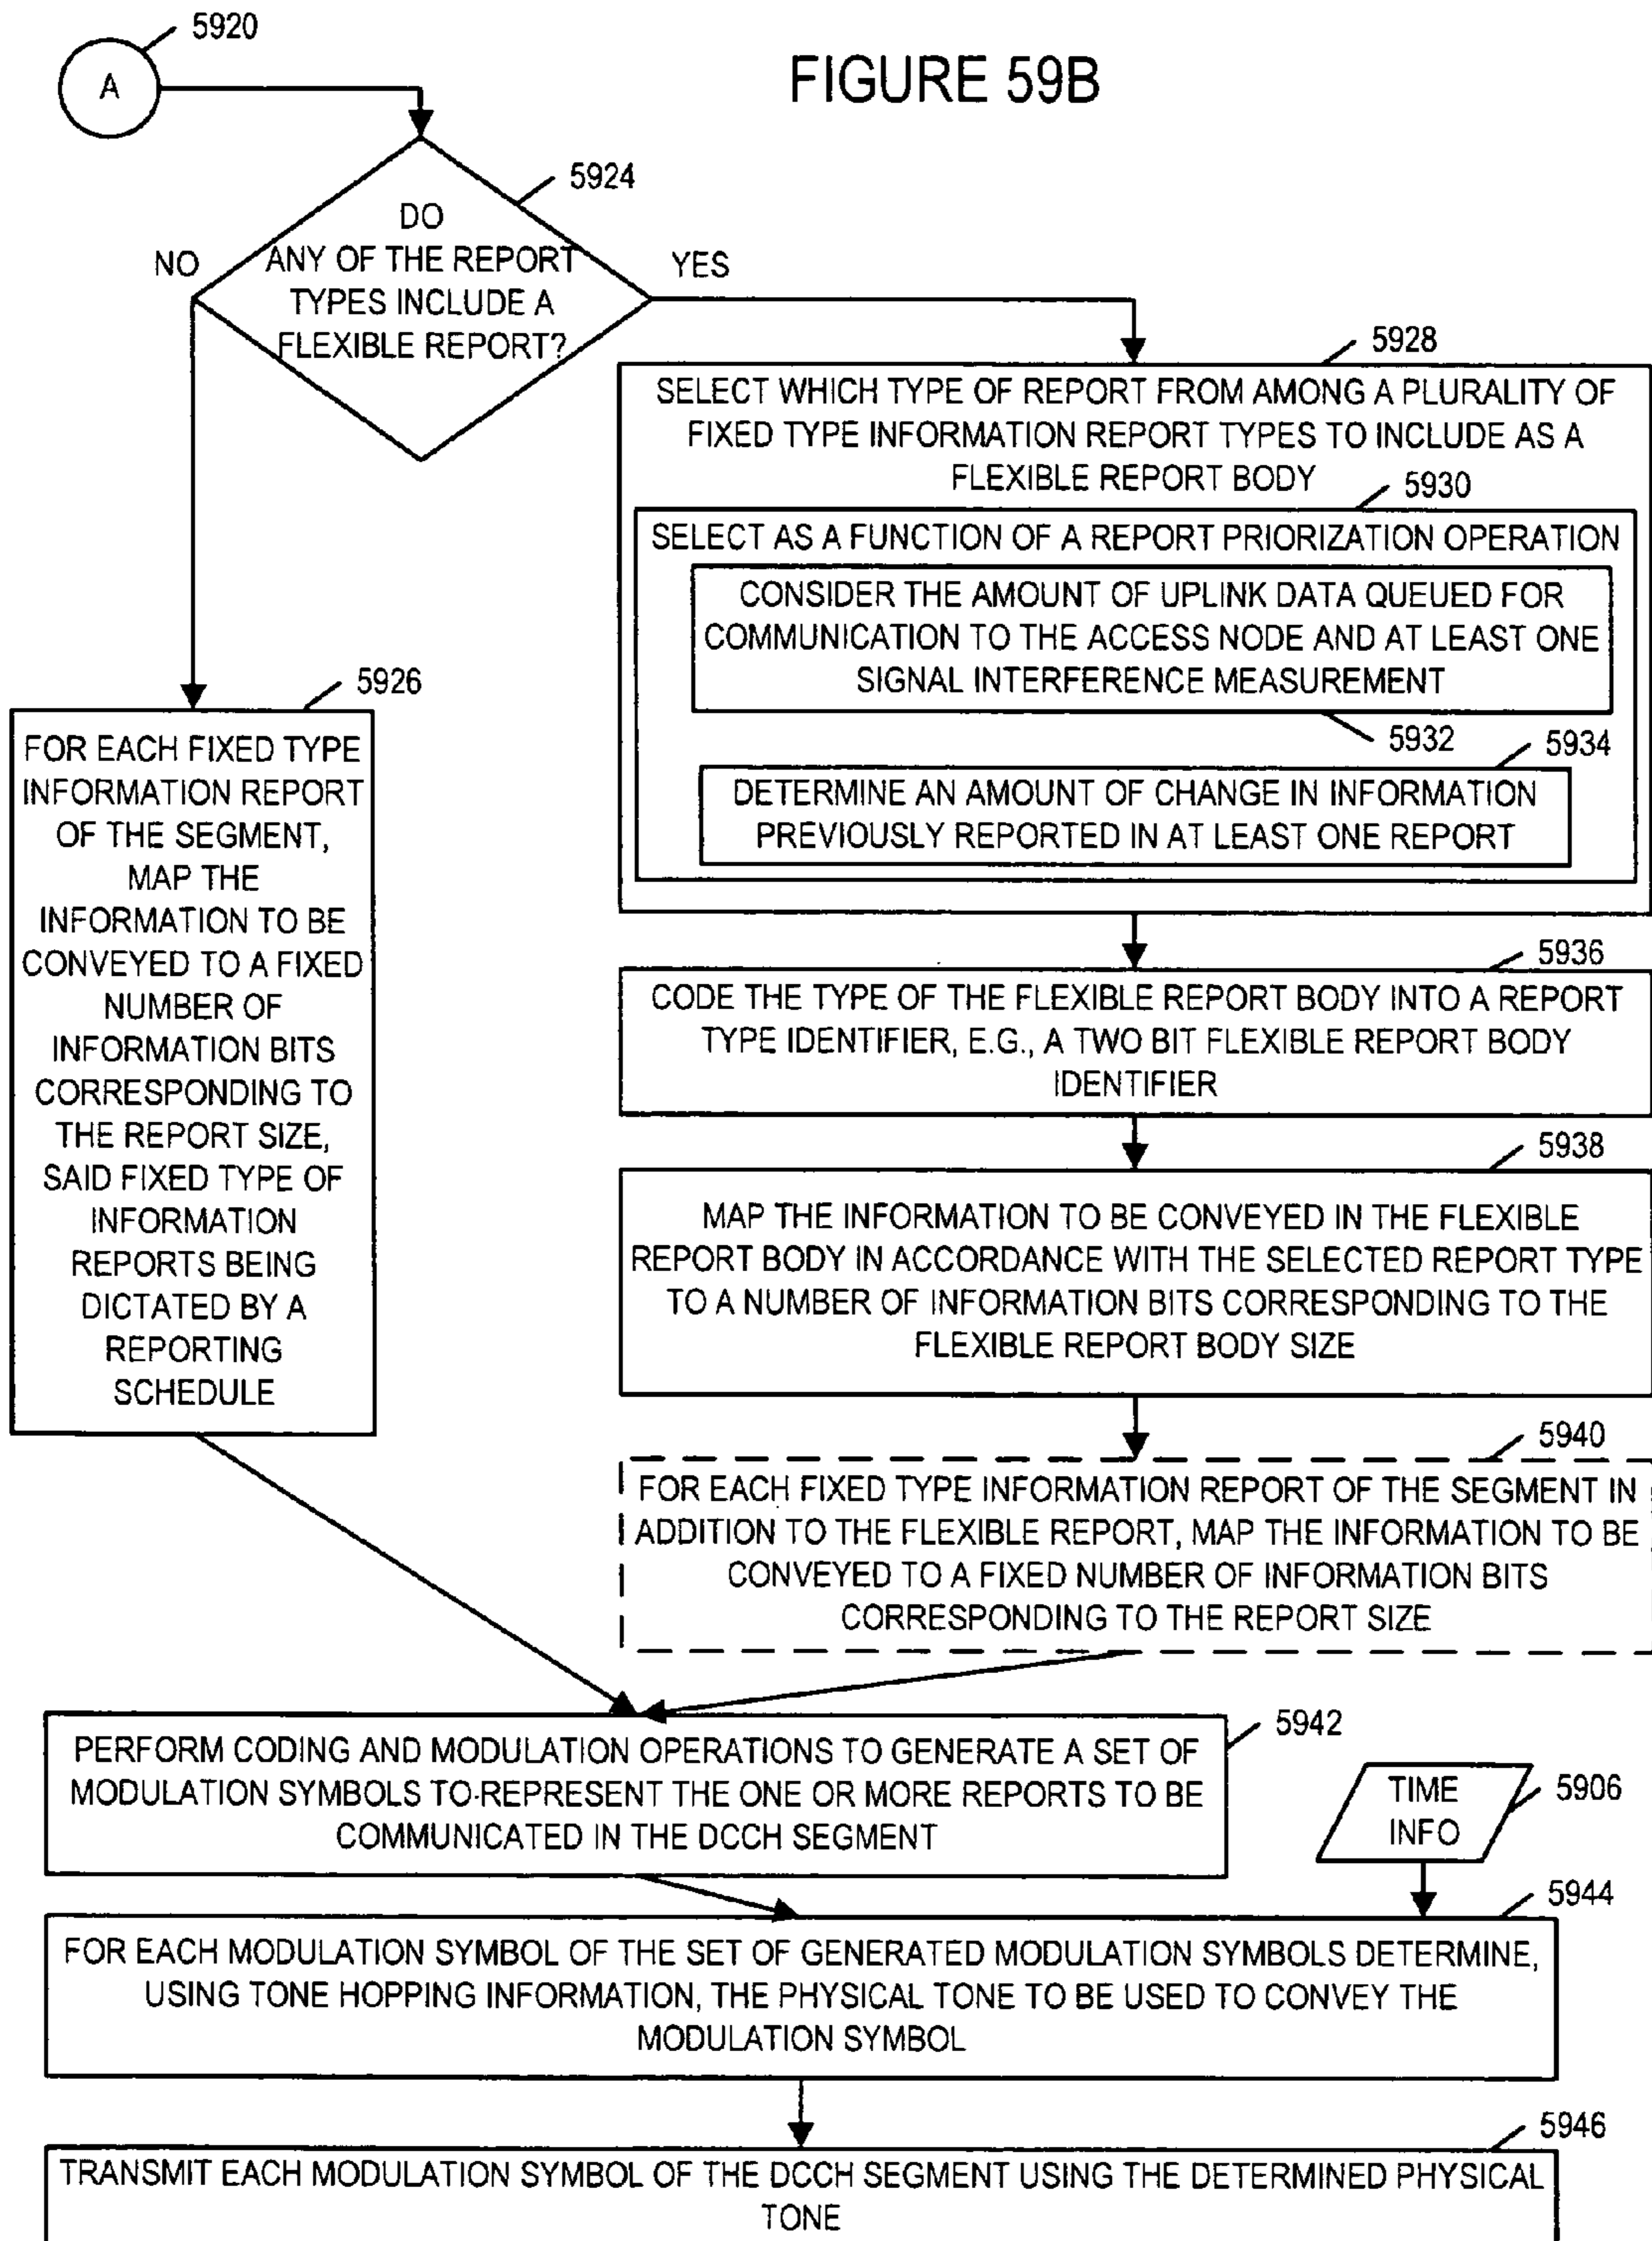 5920
FIGURE 59B
A
5924
DO
ANY OF THE REPORT
TYPES INCLUDE A
FLEXIBLE REPORT?
NO
YES
5928
SELECT WHICH TYPE OF REPORT FROM AMONG A PLURALITY OF
FIXED TYPE INFORMATION REPORT TYPES TO INCLUDE AS A
FLEXIBLE REPORT BODY
5930
SELECT AS A FUNCTION OF A REPORT PRIORIZATION OPERATION
CONSIDER THE AMOUNT OF UPLINK DATA QUEUED FOR
COMMUNICATION TO THE ACCESS NODE AND AT LEAST ONE
SIGNAL INTERFERENCE MEASUREMENT
5932
5934
DETERMINE AN AMOUNT OF CHANGE IN INFORMATION
PREVIOUSLY REPORTED IN AT LEAST ONE REPORT
5926
FOR EACH FIXED TYPE
INFORMATION REPORT
OF THE SEGMENT,
MAP THE
INFORMATION TO BE
CONVEYED TO A FIXED
NUMBER OF
INFORMATION BITS
CORRESPONDING TO
THE REPORT SIZE,
SAID FIXED TYPE OF
INFORMATION
REPORTS BEING
DICTATED BY A
REPORTING
SCHEDULE
5936
CODE THE TYPE OF THE FLEXIBLE REPORT BODY INTO A REPORT
TYPE IDENTIFIER, E.G., A TWO BIT FLEXIBLE REPORT BODY
IDENTIFIER
5938
MAP THE INFORMATION TO BE CONVEYED IN THE FLEXIBLE
REPORT BODY IN ACCORDANCE WITH THE SELECTED REPORT TYPE
TO A NUMBER OF INFORMATION BITS CORRESPONDING TO THE
FLEXIBLE REPORT BODY SIZE
5940
FOR EACH FIXED TYPE INFORMATION REPORT OF THE SEGMENT IN
ADDITION TO THE FLEXIBLE REPORT, MAP THE INFORMATION TO BE
CONVEYED TO A FIXED NUMBER OF INFORMATION BITS
CORRESPONDING TO THE REPORT SIZE
5942
PERFORM CODING AND MODULATION OPERATIONS TO GENERATE A SET OF
MODULATION SYMBOLS TO REPRESENT THE ONE OR MORE REPORTS TO BE
COMMUNICATED IN THE DCCH SEGMENT
TIME
INFO
5906
5944
FOR EACH MODULATION SYMBOL OF THE SET OF GENERATED MODULATION SYMBOLS DETERMINE,
USING TONE HOPPING INFORMATION, THE PHYSICAL TONE TO BE USED TO CONVEY THE
MODULATION SYMBOL
5946
TRANSMIT EACH MODULATION SYMBOL OF THE DCCH SEGMENT USING THE DETERMINED PHYSICAL
TONE